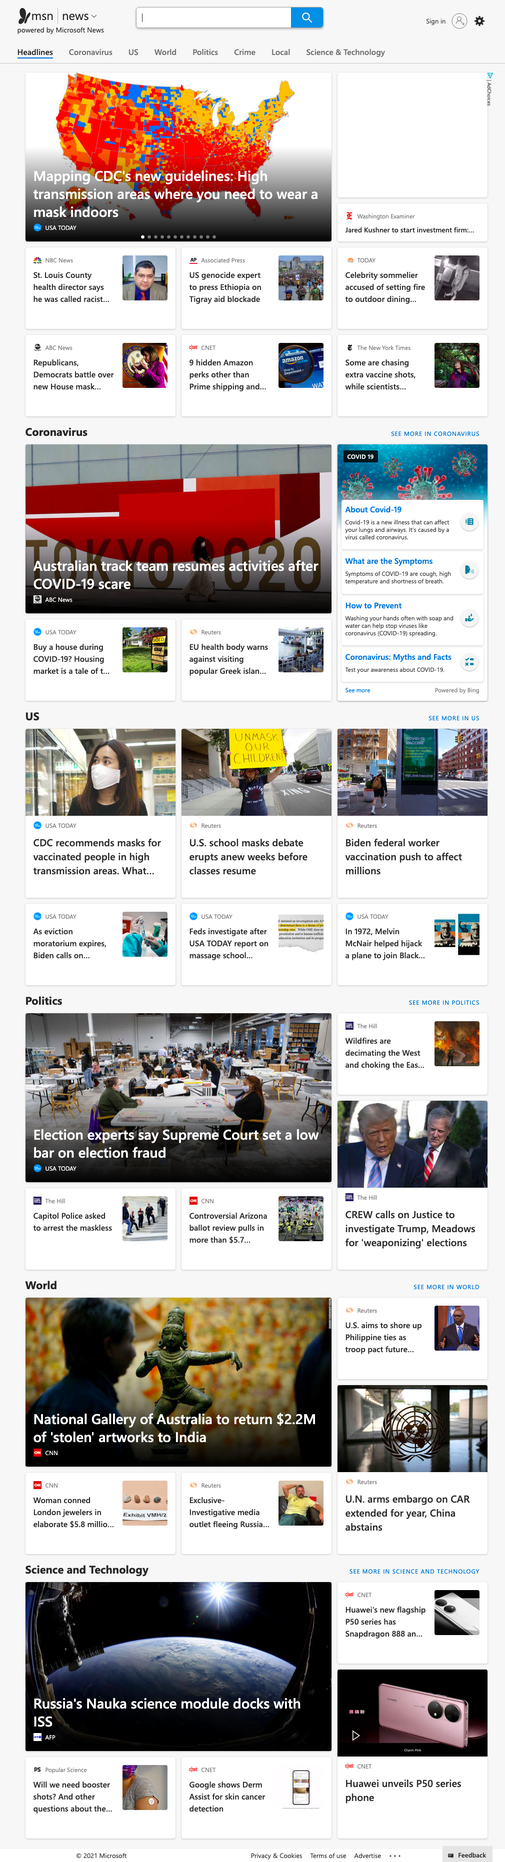 msn | news
powered by Microsoft News
Sign in
Headlines
Coronavirus
US
World
Politics
Crime
Local
Science & Technology
AdChoices
Mapping CDC's new guidelines: High
transmission areas where you need to wear a
mask indoors
USA TODAY
Washington Examiner
Jared Kushner to start investment firm:...
NBC News
St. Louis County
health director says
he was called racist...
Associated Press
US genocide expert
to press Ethiopia on
Tigray aid blockade
TODAY
Celebrity sommelier
accused of setting fire
to outdoor dining...
ABC News
Republicans,
Democrats battle over
new House mask...
CNET
9 hidden Amazon
perks other than
Prime shipping and...
amazon
The New York Times
Some are chasing
extra vaccine shots,
while scientists...
Coronavirus
SEE MORE IN CORONAVIRUS
TOKYO 2020
Australian track team resumes activities after
COVID-19 scare
ABC News
COVID 19
About Covid-19
Covid-19 is a new illness that can affect
your lungs and airways. It's caused by a
virus called coronavirus.
What are the Symptoms
Symptoms of COVID-19 are cough, high
temperature and shortness of breath.
How to Prevent
Washing your hands often with soap and
water can help stop viruses like
coronavirus (COVID-19) spreading.
Coronavirus: Myths and Facts
Test your awareness about COVID-19.
See more
Powered by Bing
USA TODAY
Buy a house during
COVID-19? Housing
market is a tale of t...
Reuters
EU health body warns
against visiting
popular Greek islan...
US
SEE MORE IN US
UNMASK
OUR
CHILDREN
XING
USA TODAY
CDC recommends masks for
vaccinated people in high
transmission areas. What...
Reuters
U.S. school masks debate
erupts anew weeks before
classes resume
Reuters
Biden federal worker
vaccination push to affect
millions
USA TODAY
As eviction
moratorium expires,
Biden calls on...
USA TODAY
Feds investigate after
USA TODAY report on
massage school...
USA TODAY
In 1972, Melvin
McNair helped hijack
a plane to join Black...
Politics
SEE MORE IN POLITICS
Election experts say Supreme Court set a low
bar on election fraud
USA TODAY
The Hill
Wildfires are
decimating the West
and choking the Eas...
The Hill
CREW calls on Justice to
investigate Trump, Meadows
for 'weaponizing' elections
The Hill
Capitol Police asked
to arrest the maskless
CNN
Controversial Arizona
ballot review pulls in
more than $5.7...
World
SEE MORE IN WORLD
National Gallery of Australia to return $2.2M
of 'stolen' artworks to India
CNN
Reuters
U.S. aims to shore up
Philippine ties as
troop pact future...
Reuters
U.N. arms embargo on CAR
extended for year, China
abstains
CNN
Woman conned
London jewelers in
elaborate $5.8 millio...
Reuters
Exclusive-
Investigative media
outlet fleeing Russia...
Science and Technology
SEE MORE IN SCIENCE AND TECHNOLOGY
Russia's Nauka science module docks with
ISS
AFP
CNET
Huawei's new flagship
P50 series has
Snapdragon 888 an...
CNET
Huawei unveils P50 series
phone
PS Popular Science
Will we need booster
shots? And other
questions about the...
CNET
Google shows Derm
Assist for skin cancer
detection
© 2021 Microsoft
Privacy & Cookies
Terms of use
Advertise
Feedback